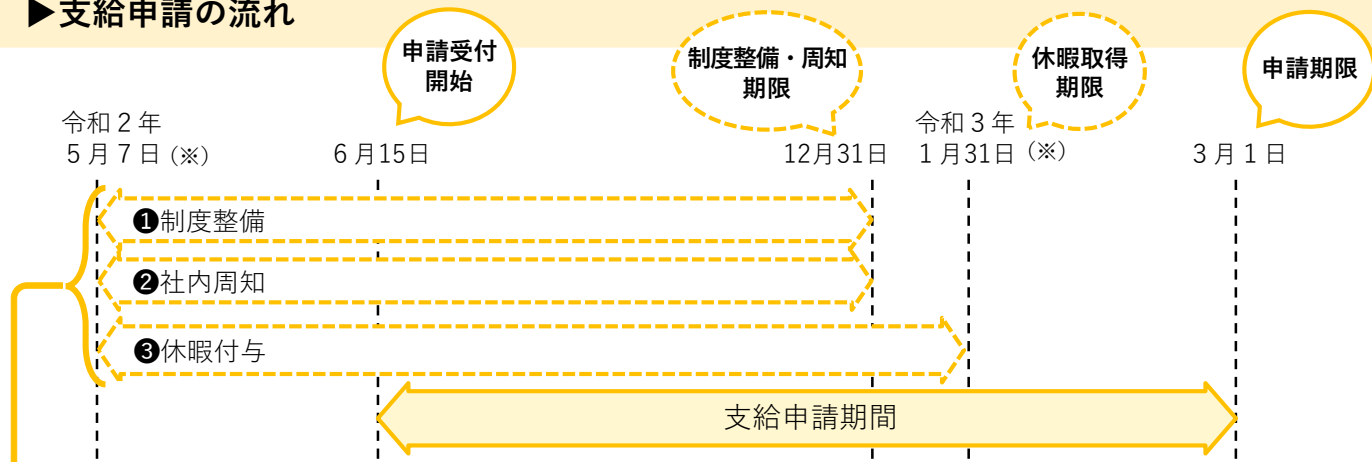 ▶支給申請の流れ
申請受付
開始
制度整備・周知
期限
休暇取得
期限
申請期限
令和２年
５月７日(※)
６月15日
12月31日
令和３年
１月31日(※)
３月１日
❶制度整備
❷社内周知
❸休暇付与
支給申請期間